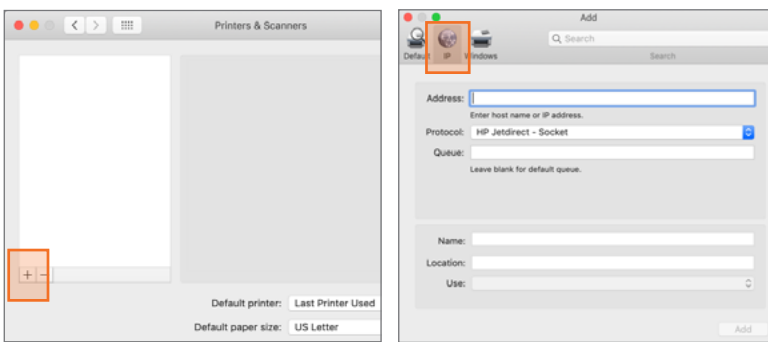 Printers & Scanners
+ −
Default printer: Last Printer Used
Default paper size: US Letter
Add
Search
Default IP Windows
Search
Address:
Enter host name or IP address.
Protocol: HP Jetdirect - Socket
Queue:
Leave blank for default queue.
Name:
Location:
Use:
Add